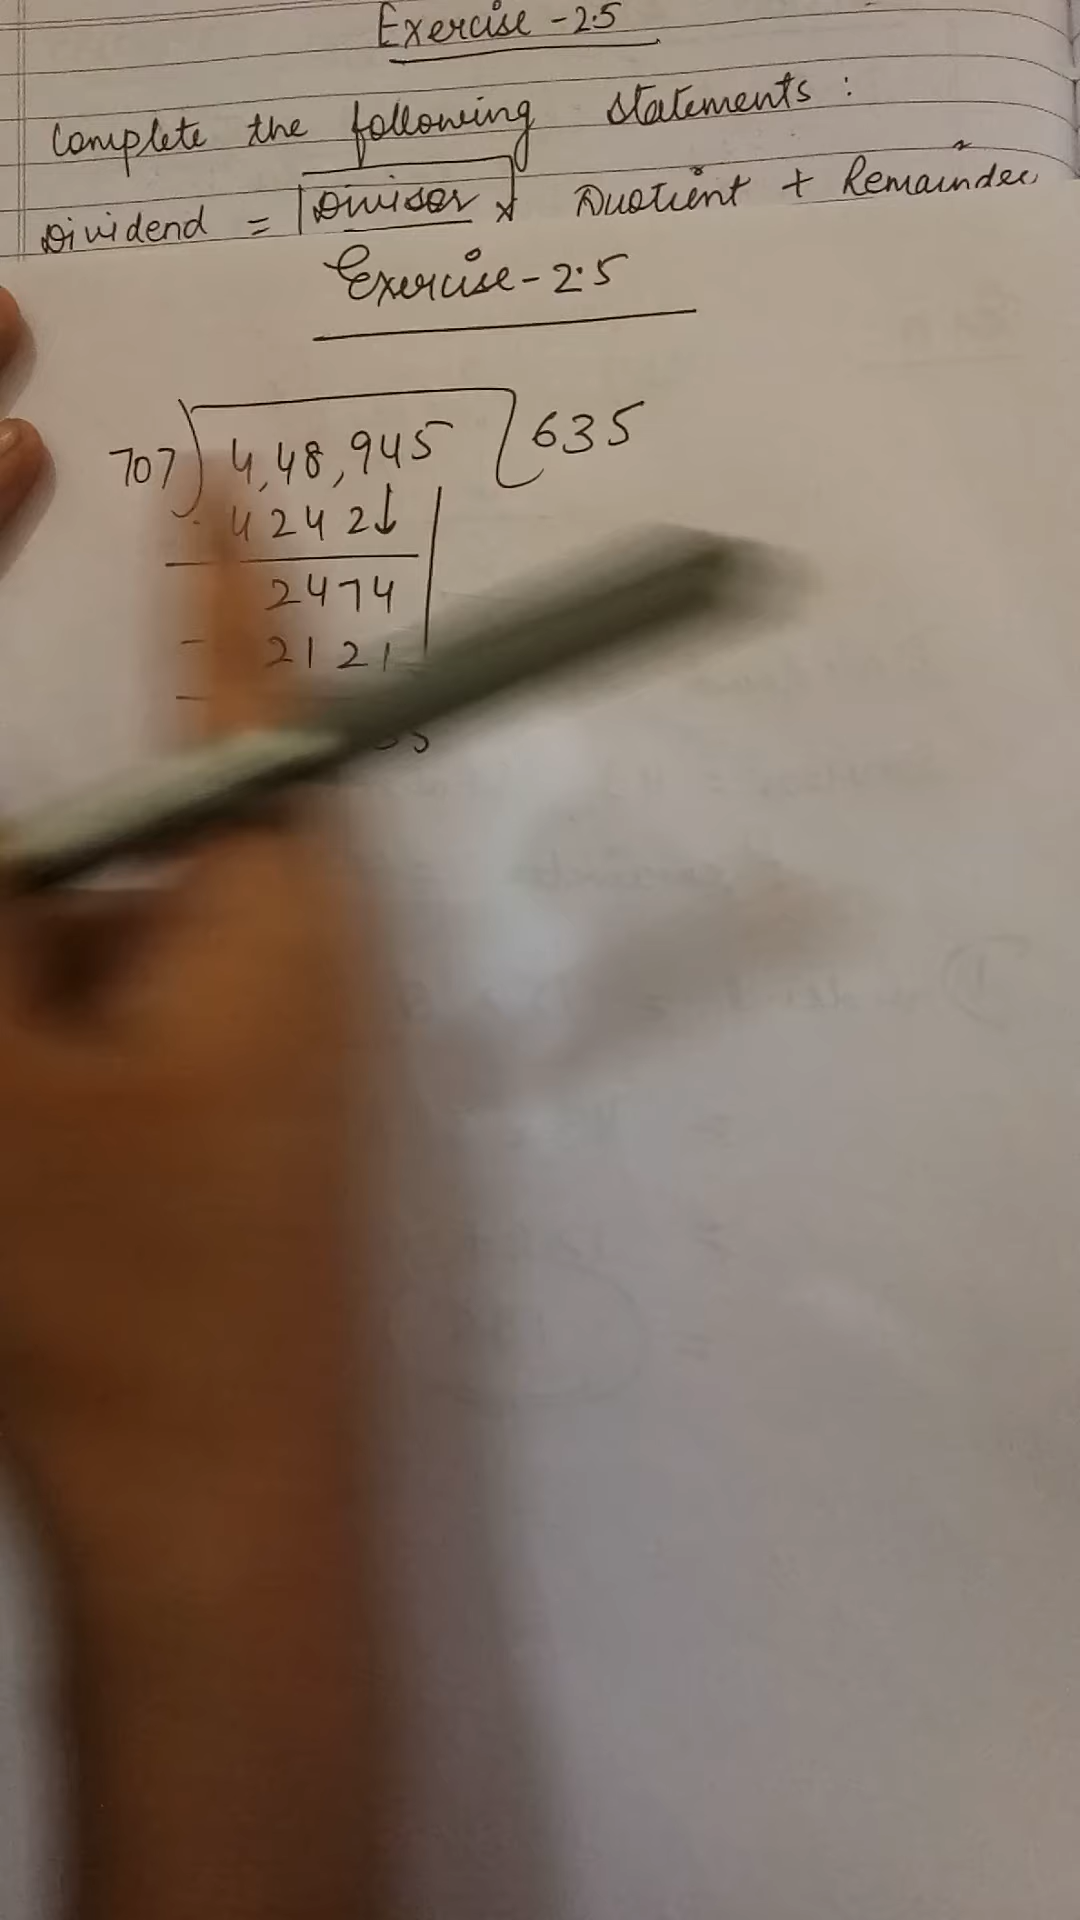 Exercise - 2.5
Complete the following statements :
Dividend = Divisor x Quotient + Remainder
Exercise - 2.5
707) 4,48,945 ( 635
- 4242↓
2474
- 2121